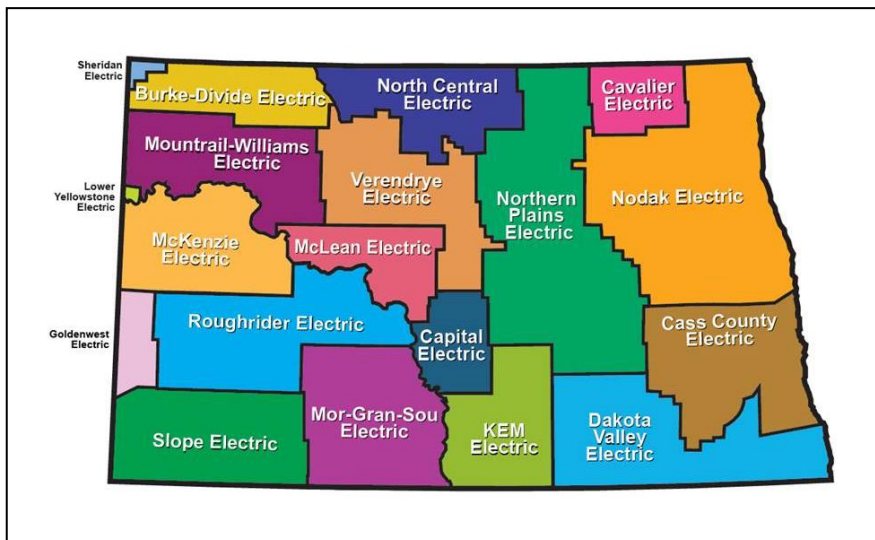 Sheridan
Electric
Burke-Divide Electric
North Central
Electric
Cavalier
Electric
Mountrail-Williams
Electric
Lower
Yellowstone
Electric
Verendrye
Electric
Northern
Plains
Electric
Nodak Electric
McKenzie
Electric
McLean Electric
Goldenwest
Electric
Roughrider Electric
Capital
Electric
Cass County
Electric
Slope Electric
Mor-Gran-Sou
Electric
KEM
Electric
Dakota
Valley
Electric